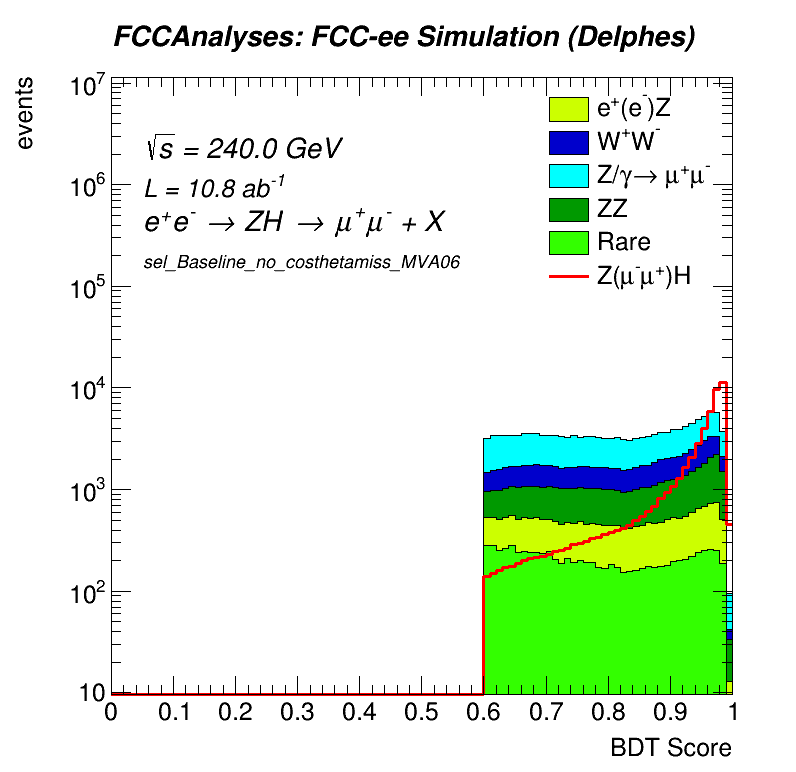 FCCAnalyses: FCC-ee Simulation (Delphes)
events
10⁷
10⁶
10⁵
10⁴
10³
10²
10
√s = 240.0 GeV
L = 10.8 ab⁻¹
e⁺e⁻ → ZH → μ⁺μ⁻ + X
sel_Baseline_no_costhetamiss_MVA06
e⁺(e⁻)Z
W⁺W⁻
Z/γ→ μ⁺μ⁻
ZZ
Rare
Z(μ⁻μ⁺)H
0 0.1 0.2 0.3 0.4 0.5 0.6 0.7 0.8 0.9 1
BDT Score